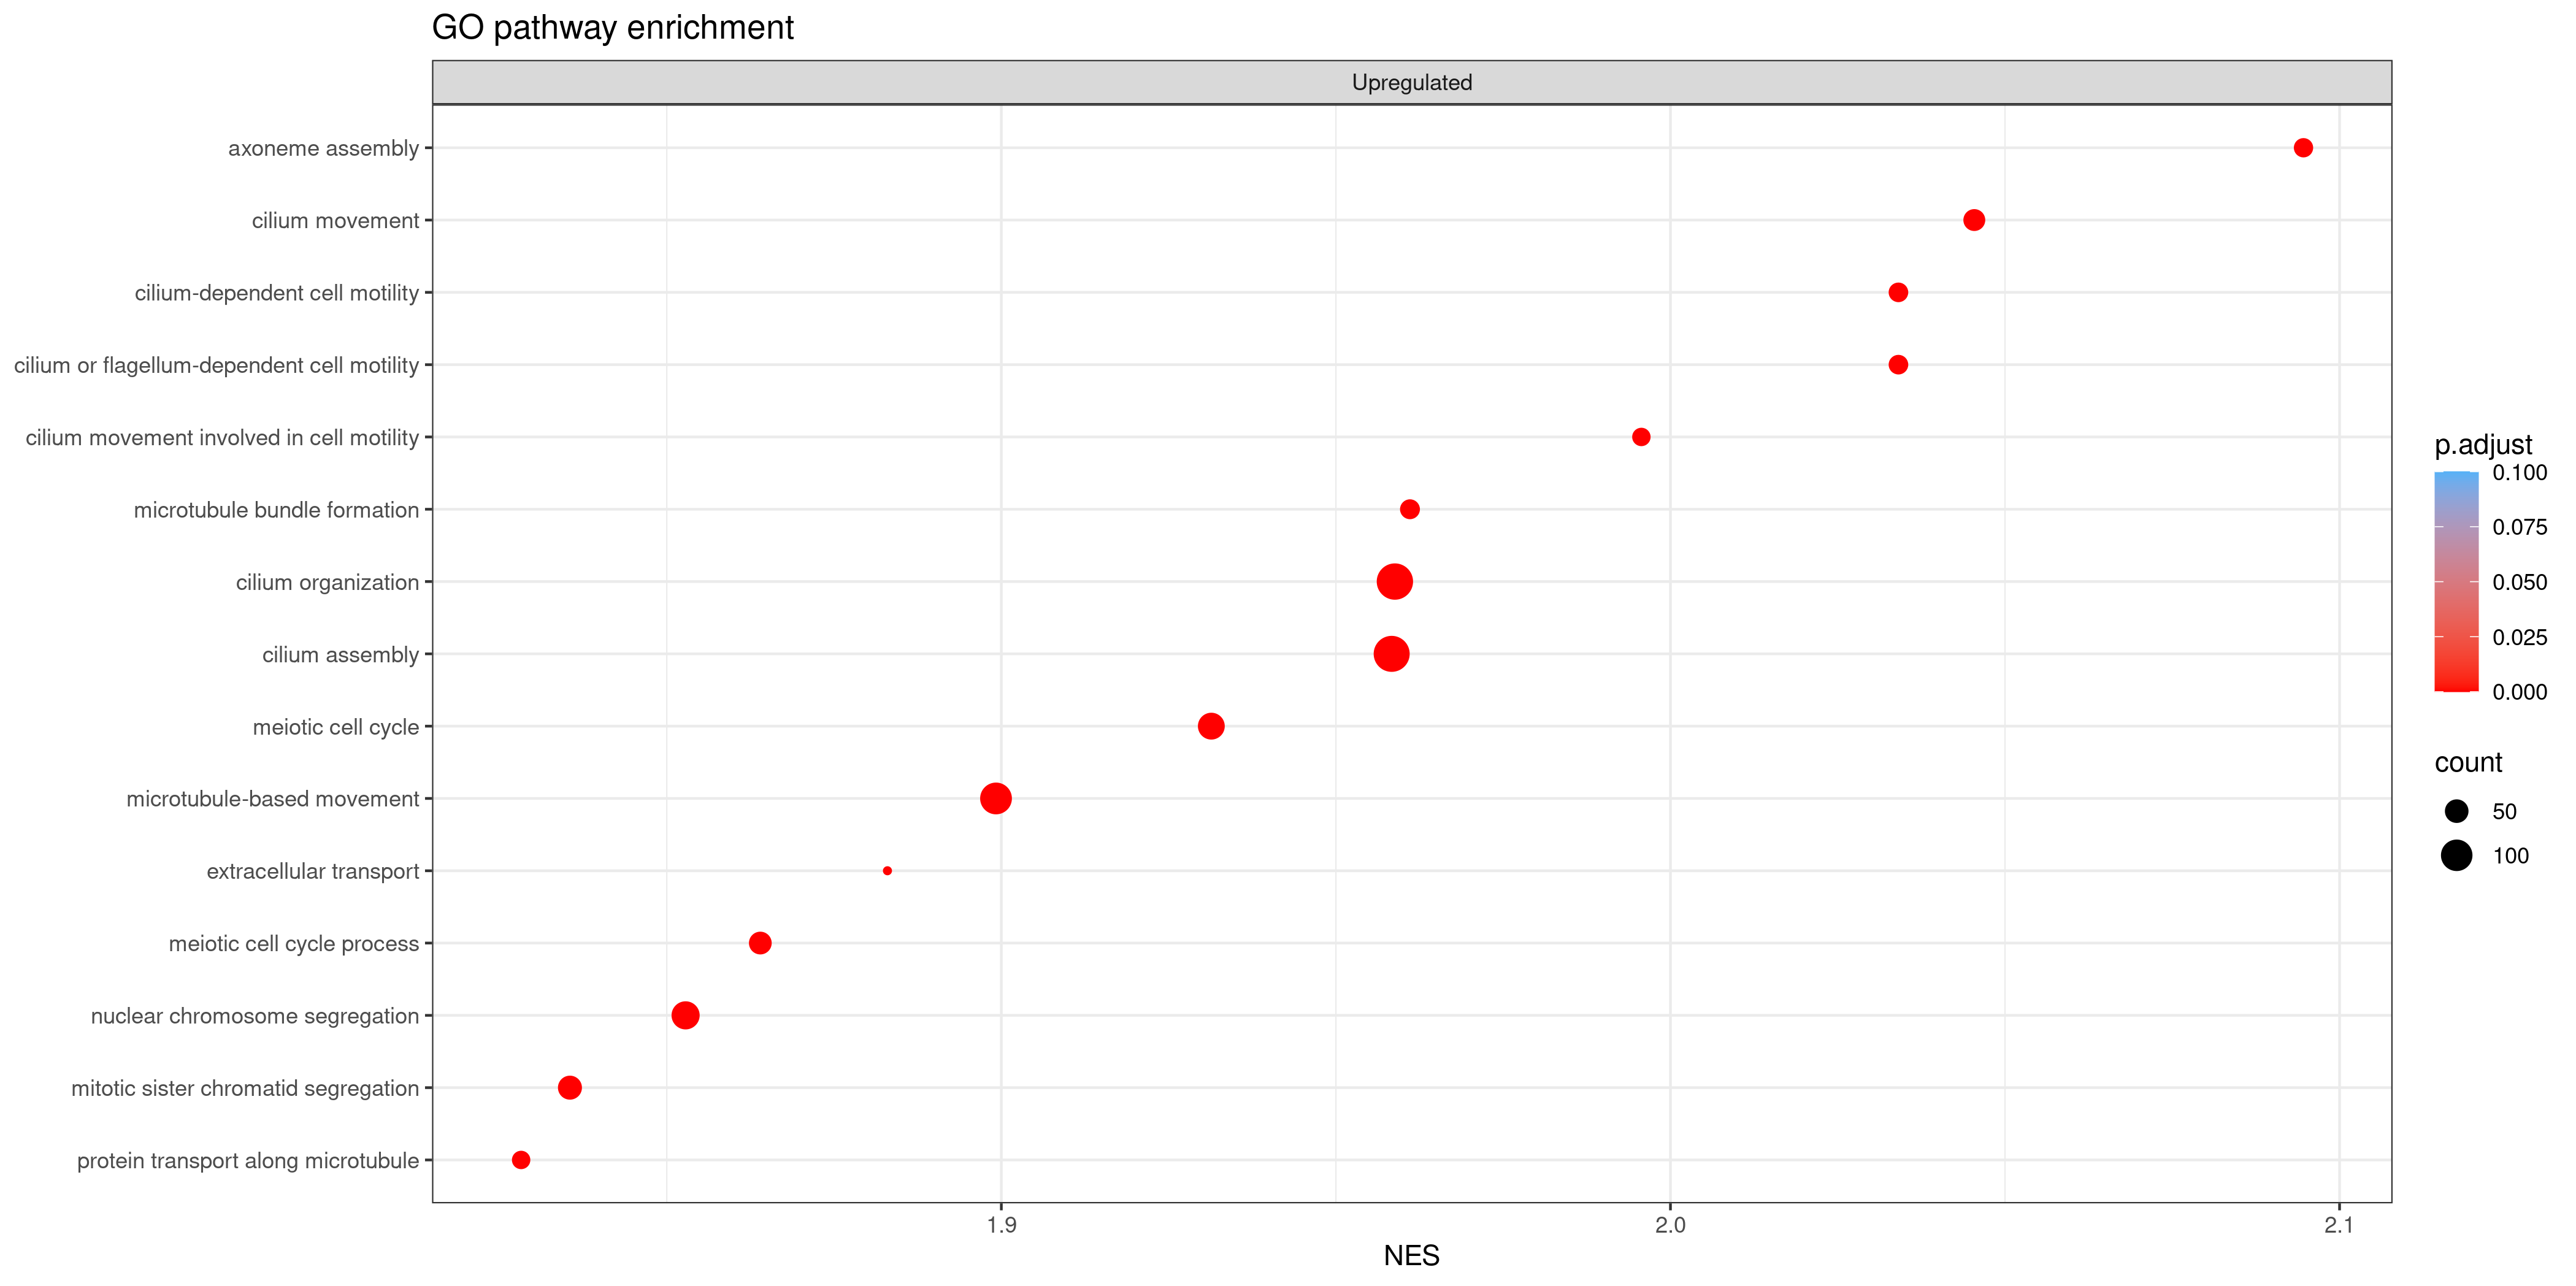 GO pathway enrichment
Upregulated
axoneme assembly
cilium movement
cilium-dependent cell motility
cilium or flagellum-dependent cell motility
cilium movement involved in cell motility
microtubule bundle formation
cilium organization
cilium assembly
meiotic cell cycle
microtubule-based movement
extracellular transport
meiotic cell cycle process
nuclear chromosome segregation
mitotic sister chromatid segregation
protein transport along microtubule
1.9 2.0 2.1
NES
p.adjust
0.100
0.075
0.050
0.025
0.000
count
50
100